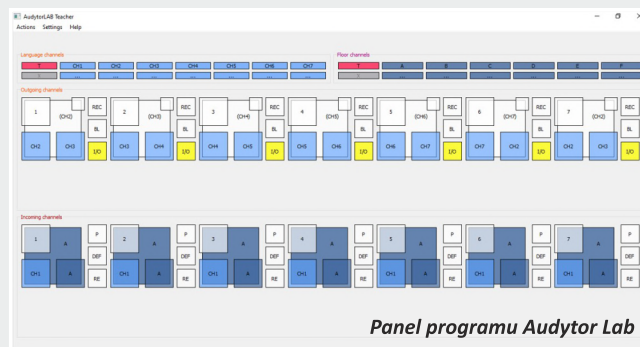 AudytorLAB Teacher
Actions Settings Help
Language channels
T CH1 CH2 CH3 CH4 CH5 CH6 CH7
Floor channels
T A B C D E F
Outgoing channels
1 (CH2) REC 2 (CH3) REC 3 (CH4) REC 4 (CH5) REC 5 (CH6) REC 6 (CH7) REC 7 (CH2) REC
BL BL BL BL BL BL BL
CH2 CH3 I/O CH3 CH4 I/O CH4 CH5 I/O CH5 CH6 I/O CH6 CH7 I/O CH7 CH2 I/O CH2 CH3 I/O
Incoming channels
1 A P 2 A P 3 A P 4 A P 5 A P 6 A P 7 A P
DEF DEF DEF DEF DEF DEF DEF
CH1 A RE CH1 A RE CH1 A RE CH1 A RE CH1 A RE CH1 A RE CH1 A RE
Panel programu Audytor Lab